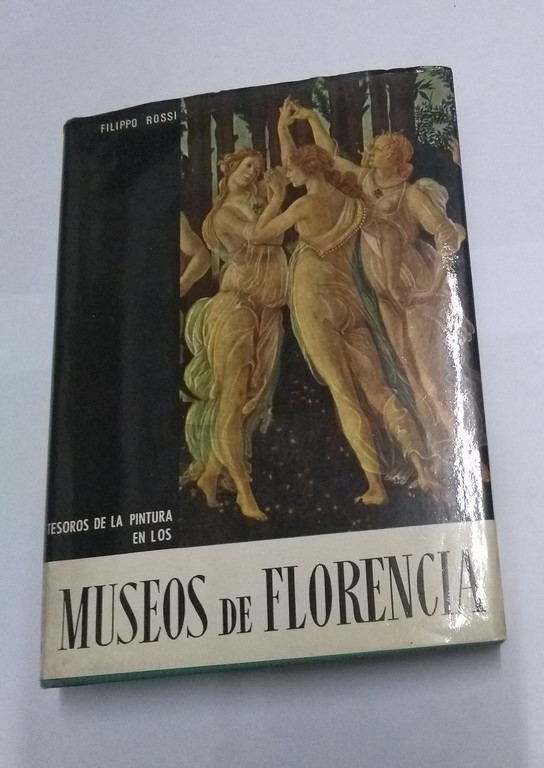 FILIPPO ROSSI
TESOROS DE LA PINTURA
EN LOS
MUSEOS DE FLORENCIA